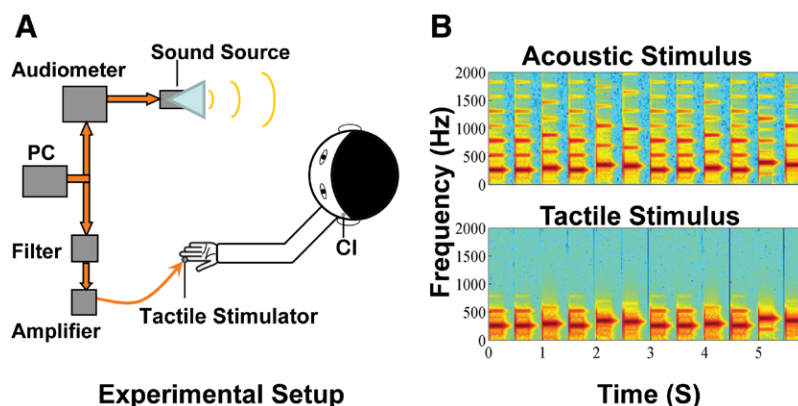 A
Sound Source
Audiometer
PC
Filter
CI
Tactile Stimulator
Amplifier
Experimental Setup
B
Acoustic Stimulus
2000
1500
1000
500
0
Frequency (Hz)
Tactile Stimulus
2000
1500
1000
500
0
0 1 2 3 4 5
Time (S)